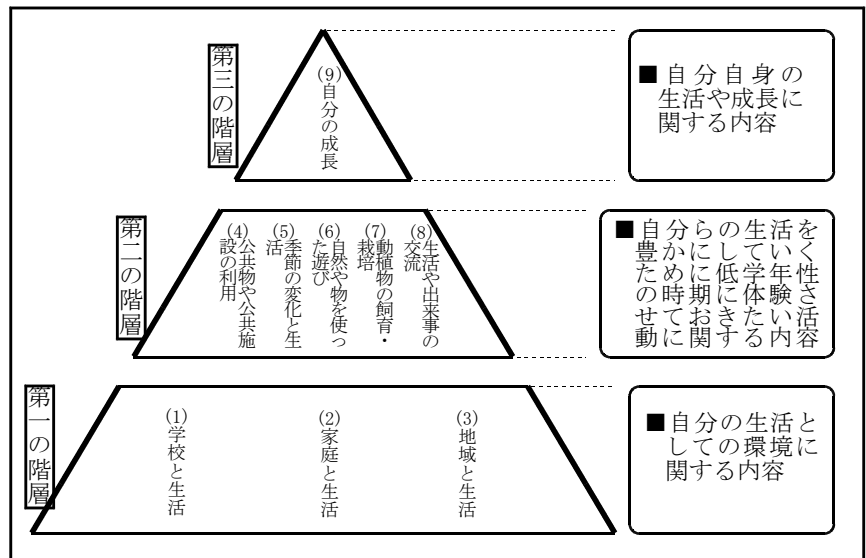 第三の階層
(9)自分の成長
■自分自身の
生活や成長に
関する内容
第二の階層
(4)公共物や公共施
設の利用
(5)季節の変化と生
活
(6)自然や物を使っ
た遊び
(7)動植物の飼育・
栽培
(8)生活や出来事の
交流
■自分らの生活を
豊かにしていく
ために低学年性
の時期に体験さ
せておきたい活
動に関する内容
第一の階層
(1)学校と生活
(2)家庭と生活
(3)地域と生活
■自分の生活と
しての環境に
関する内容